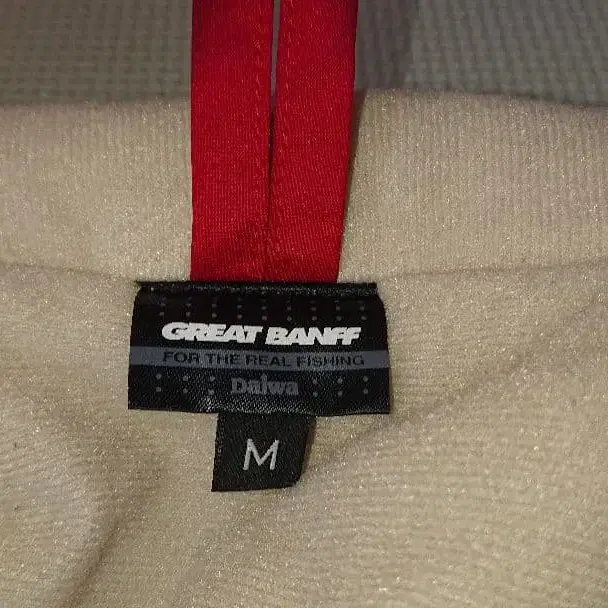 GREAT BANFF
FOR THE REAL FISHING
Daiwa
M